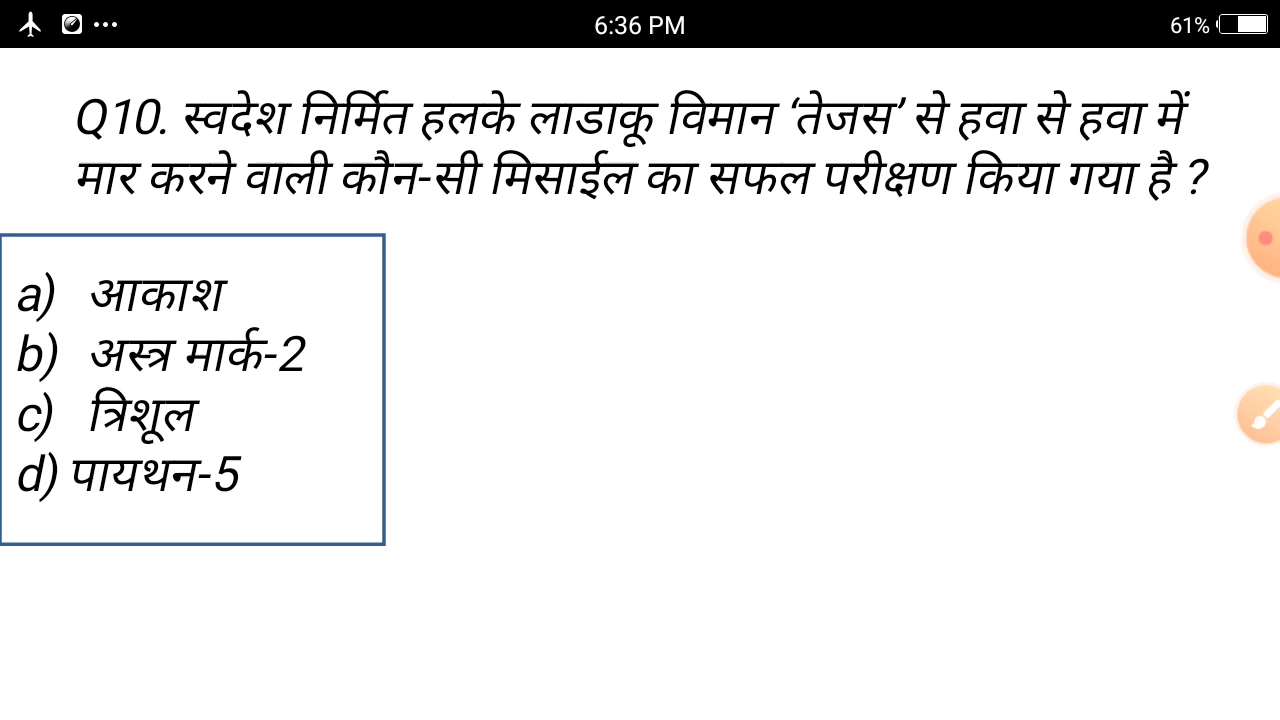 6:36 PM
61%
Q10. स्वदेश निर्मित हलके लाडाकू विमान ‘तेजस’ से हवा से हवा में
मार करने वाली कौन-सी मिसाईल का सफल परीक्षण किया गया है ?
a) आकाश
b) अस्त्र मार्क-2
c) त्रिशूल
d) पायथन-5